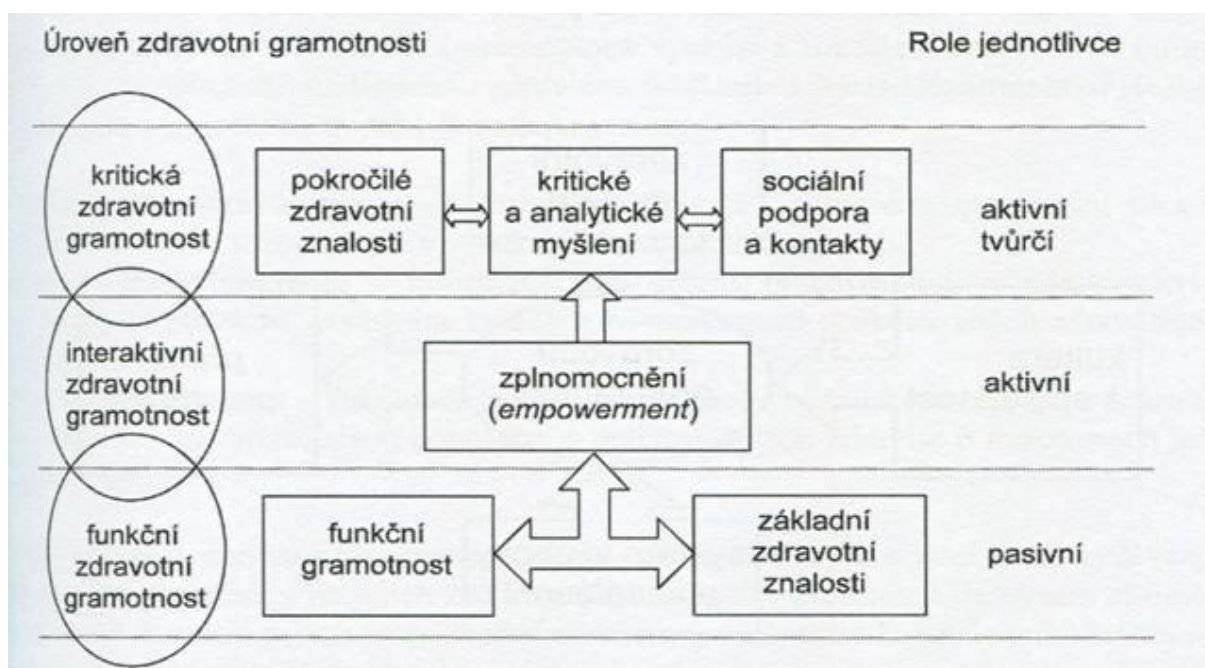 Úroveň zdravotní gramotnosti
Role jednotlivce
kritická
zdravotní
gramotnost
pokročilé
zdravotní
znalosti
kritické
a analytické
myšlení
sociální
podpora
a kontakty
aktivní
tvůrčí
interaktivní
zdravotní
gramotnost
zplnomocnění
(empowerment)
aktivní
funkční
zdravotní
gramotnost
funkční
gramotnost
základní
zdravotní
znalosti
pasivní